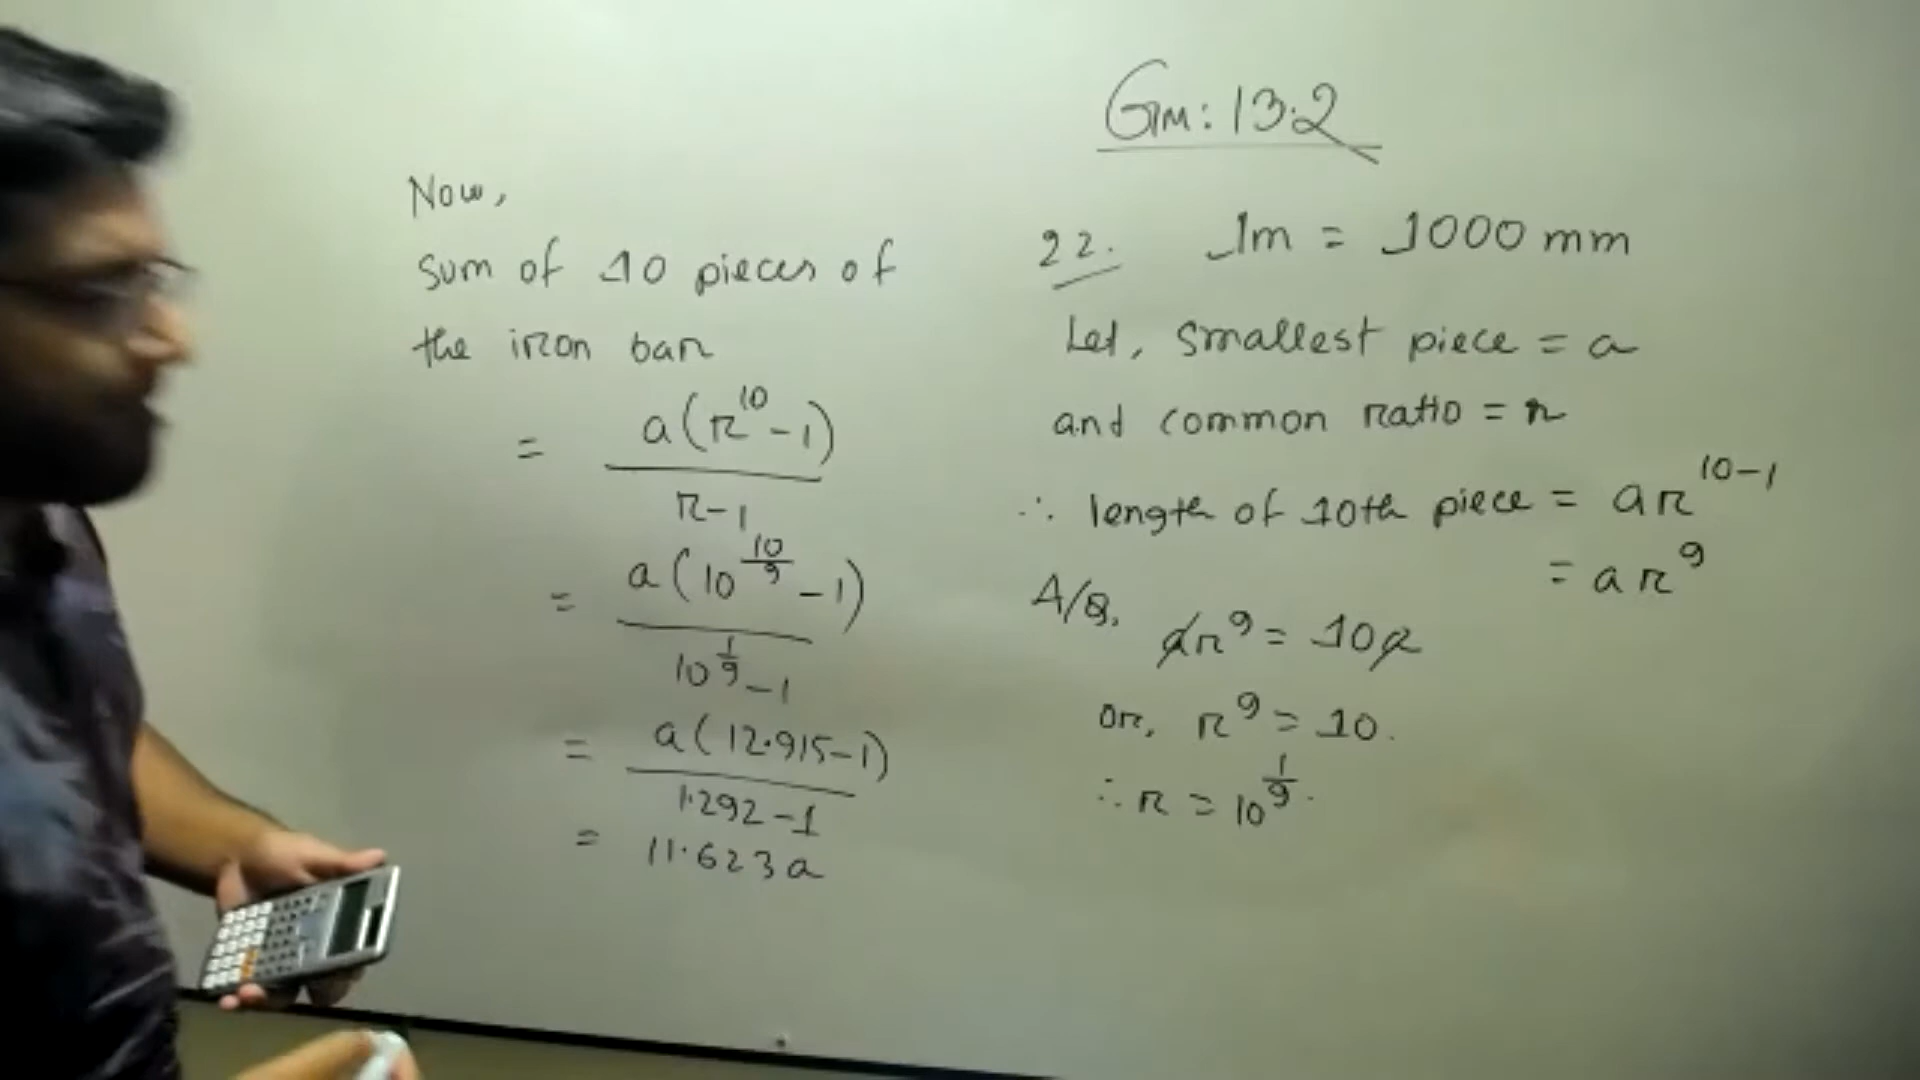 Gm: 13.2
22. 1m = 1000 mm
Let, smallest piece = a
and common ratio = r
∴ length of 10th piece = ar^(10-1)
= ar^9
A/Q, ar^9 = 10a
or, r^9 = 10.
∴ r = 10^(1/9).
Now,
sum of 10 pieces of
the iron bar
= a(r^10 - 1) / (r - 1)
= a(10^(10/9) - 1) / (10^(1/9) - 1)
= a(12.915-1) / (1.292-1)
= 11.623a